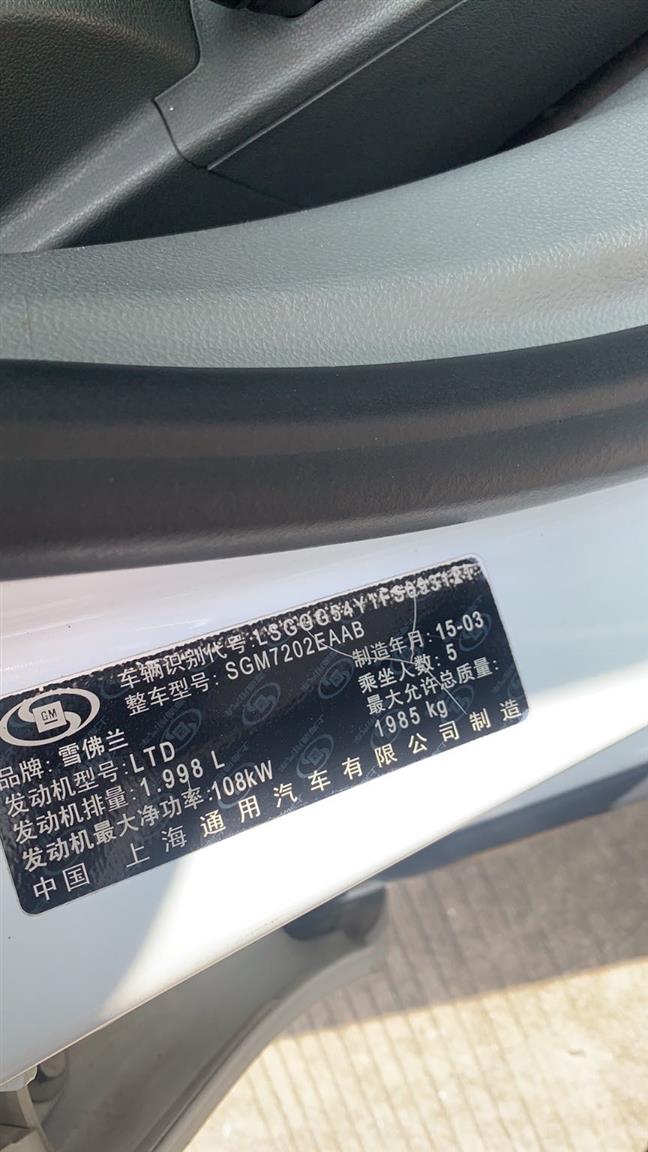 车辆识别代号:
整车型号: SGM7202EAAB
制造年月: 15-03
乘坐人数: 5
最大允许总质量:
1985 kg
GM
品牌: 雪佛兰
发动机型号: LTD
发动机排量: 1.998 L
发动机最大净功率: 108kW
中国 上海通用汽车有限公司制造